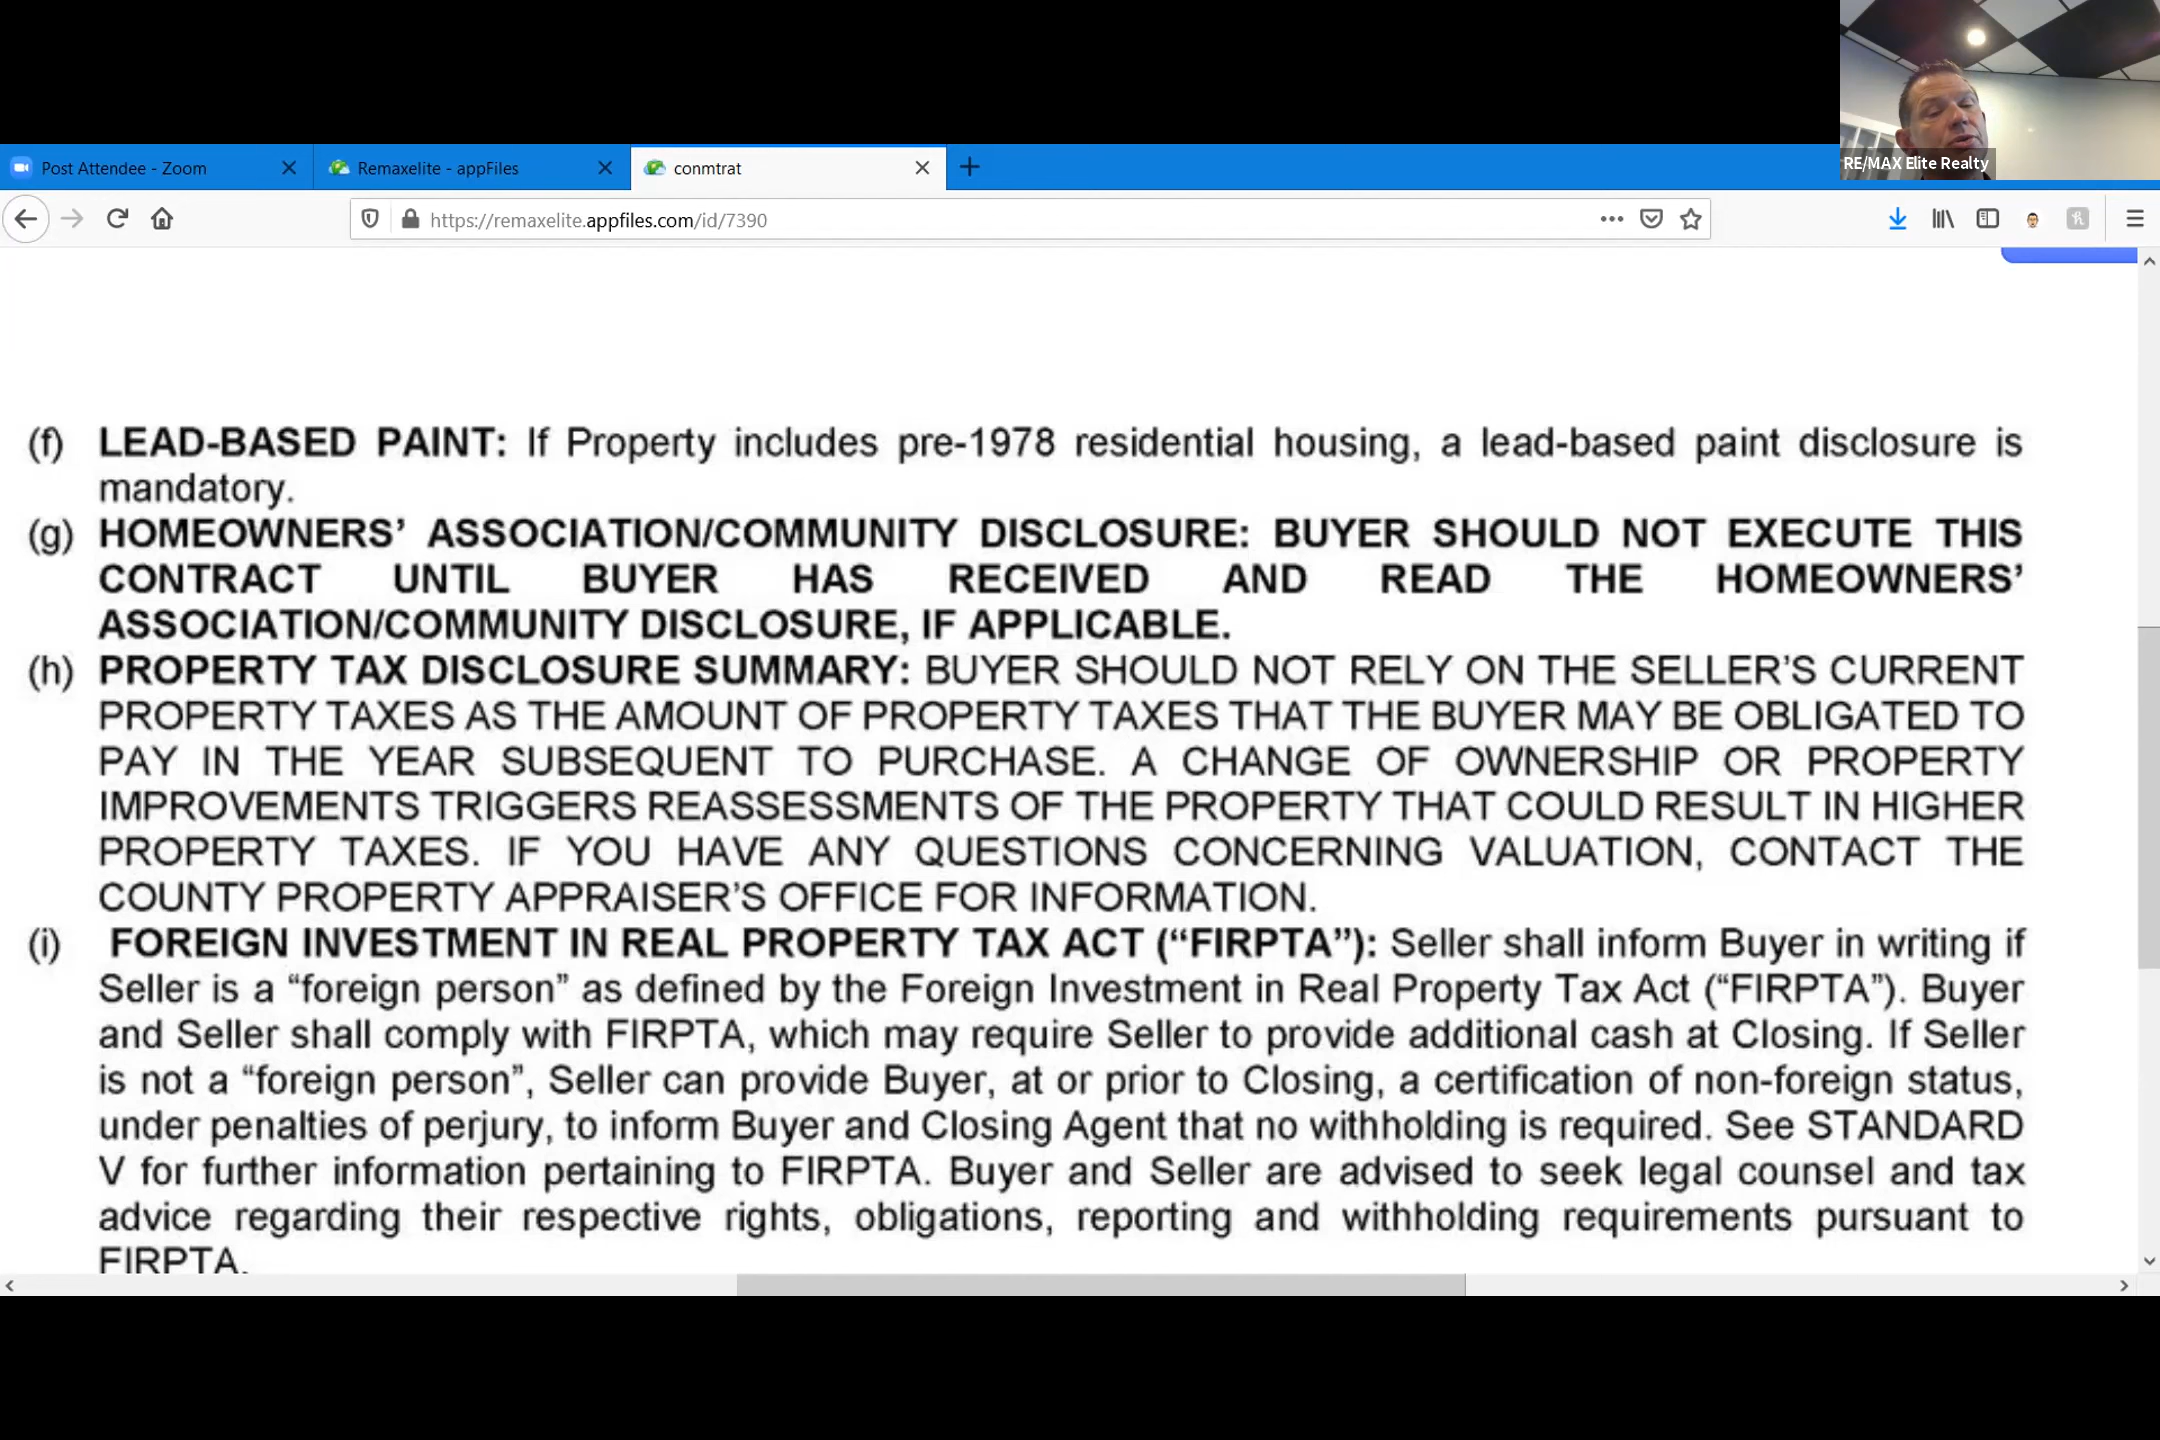 RE/MAX Elite Realty
Post Attendee - Zoom
Remaxelite - appFiles
conmtrat
https://remaxelite.appfiles.com/id/7390
(f) LEAD-BASED PAINT: If Property includes pre-1978 residential housing, a lead-based paint disclosure is
mandatory.
(g) HOMEOWNERS’ ASSOCIATION/COMMUNITY DISCLOSURE: BUYER SHOULD NOT EXECUTE THIS
CONTRACT UNTIL BUYER HAS RECEIVED AND READ THE HOMEOWNERS’
ASSOCIATION/COMMUNITY DISCLOSURE, IF APPLICABLE.
(h) PROPERTY TAX DISCLOSURE SUMMARY: BUYER SHOULD NOT RELY ON THE SELLER’S CURRENT
PROPERTY TAXES AS THE AMOUNT OF PROPERTY TAXES THAT THE BUYER MAY BE OBLIGATED TO
PAY IN THE YEAR SUBSEQUENT TO PURCHASE. A CHANGE OF OWNERSHIP OR PROPERTY
IMPROVEMENTS TRIGGERS REASSESSMENTS OF THE PROPERTY THAT COULD RESULT IN HIGHER
PROPERTY TAXES. IF YOU HAVE ANY QUESTIONS CONCERNING VALUATION, CONTACT THE
COUNTY PROPERTY APPRAISER’S OFFICE FOR INFORMATION.
(i) FOREIGN INVESTMENT IN REAL PROPERTY TAX ACT (“FIRPTA”): Seller shall inform Buyer in writing if
Seller is a “foreign person” as defined by the Foreign Investment in Real Property Tax Act (“FIRPTA”). Buyer
and Seller shall comply with FIRPTA, which may require Seller to provide additional cash at Closing. If Seller
is not a “foreign person”, Seller can provide Buyer, at or prior to Closing, a certification of non-foreign status,
under penalties of perjury, to inform Buyer and Closing Agent that no withholding is required. See STANDARD
V for further information pertaining to FIRPTA. Buyer and Seller are advised to seek legal counsel and tax
advice regarding their respective rights, obligations, reporting and withholding requirements pursuant to
FIRPTA.